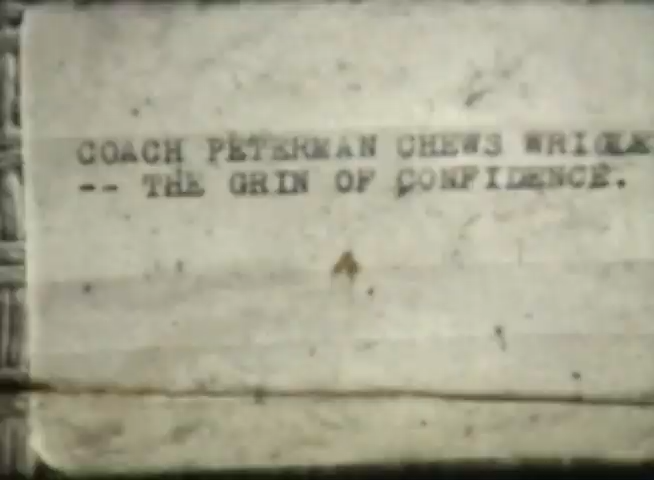 COACH PETERMAN CHEWS
-- THE GRIN OF CONFIDENCE.